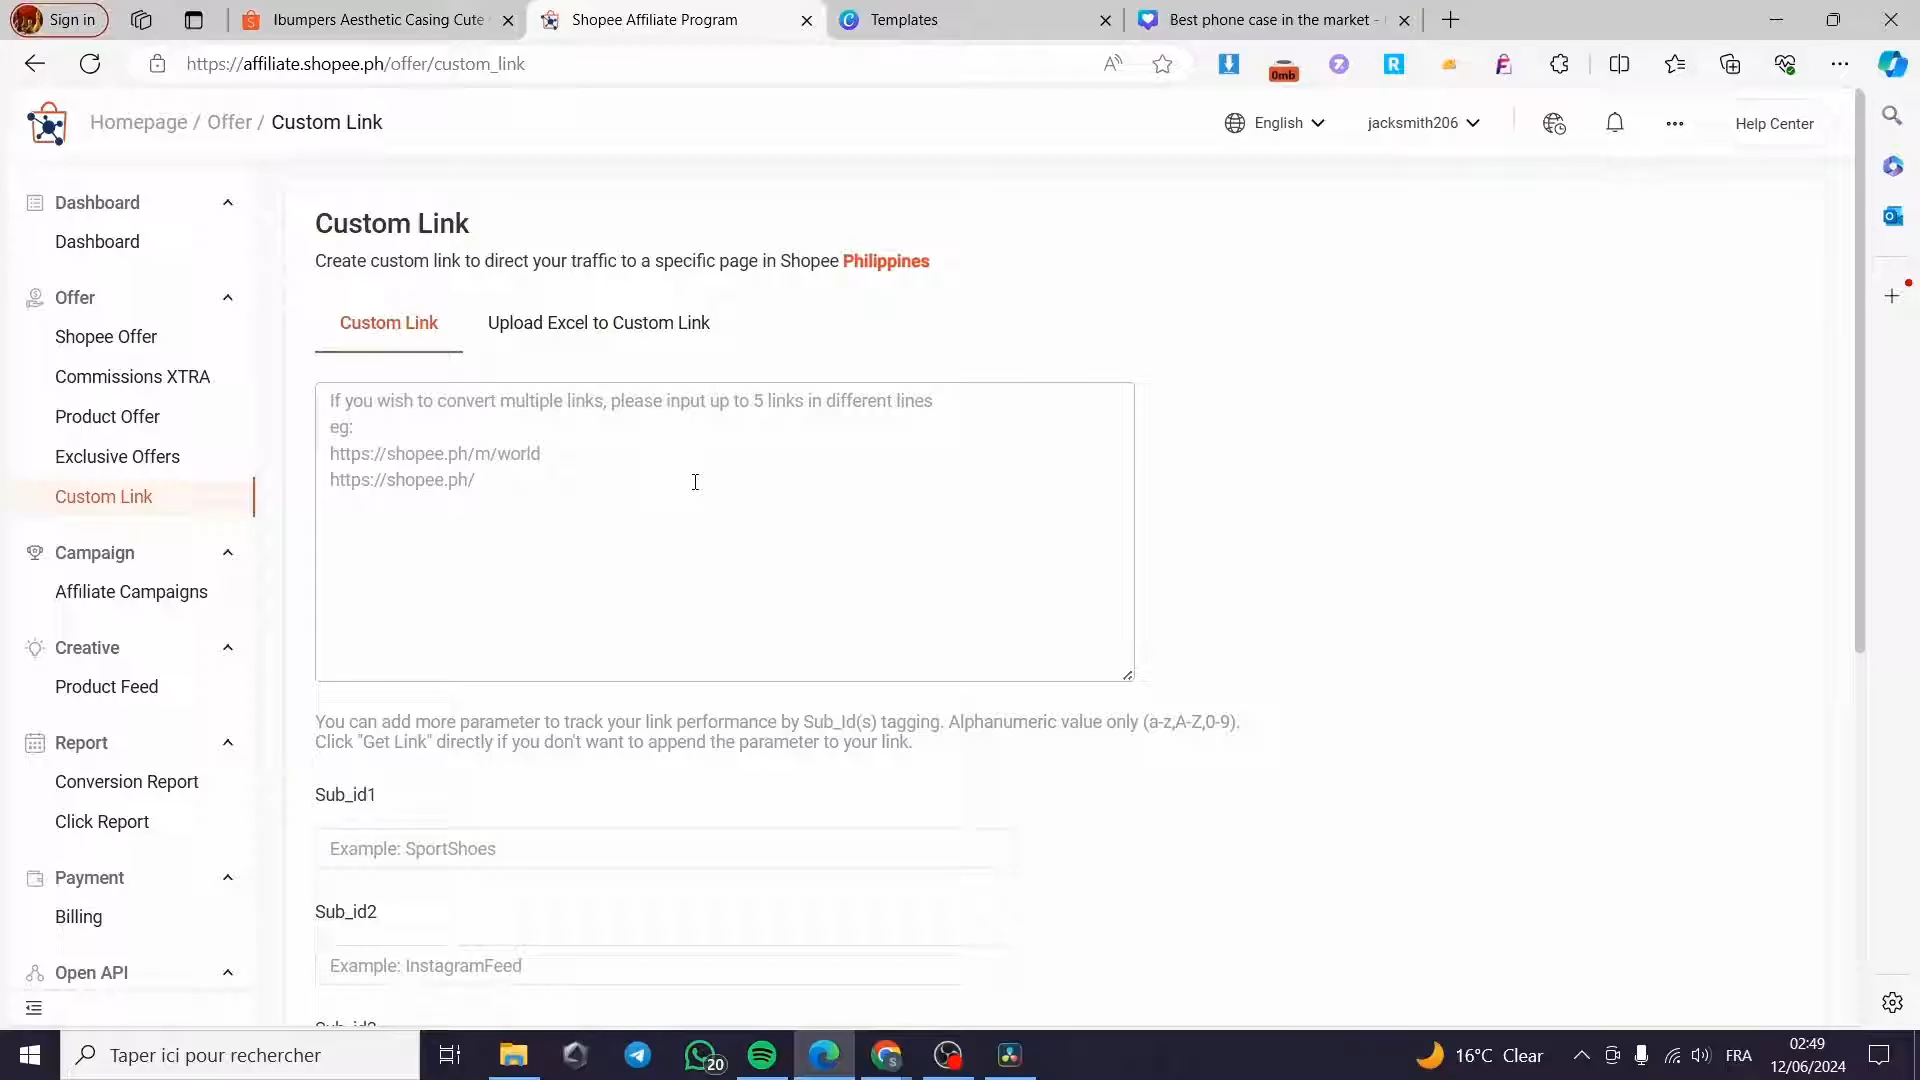 Sign in
Ibumpers Aesthetic Casing Cute
Shopee Affiliate Program
Templates
Best phone case in the market -
https://affiliate.shopee.ph/offer/custom_link
0mb
Homepage / Offer / Custom Link
English
jacksmith206
Help Center
Dashboard
Dashboard
Offer
Shopee Offer
Commissions XTRA
Product Offer
Exclusive Offers
Custom Link
Campaign
Affiliate Campaigns
Creative
Product Feed
Report
Conversion Report
Click Report
Payment
Billing
Open API
Custom Link
Create custom link to direct your traffic to a specific page in Shopee Philippines
Custom Link
Upload Excel to Custom Link
If you wish to convert multiple links, please input up to 5 links in different lines
eg:
https://shopee.ph/m/world
https://shopee.ph/
You can add more parameter to track your link performance by Sub_Id(s) tagging. Alphanumeric value only (a-z,A-Z,0-9).
Click "Get Link" directly if you don't want to append the parameter to your link.
Sub_id1
Example: SportShoes
Sub_id2
Example: InstagramFeed
Taper ici pour rechercher
20
16°C Clear
FRA
02:49
12/06/2024